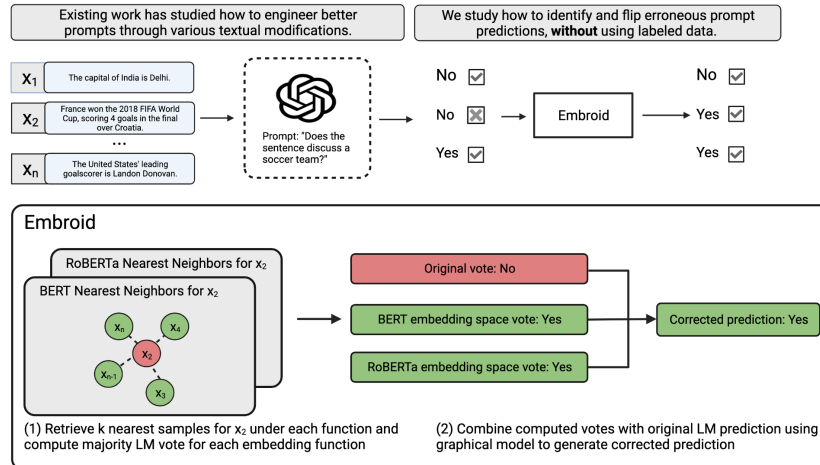 Existing work has studied how to engineer better
prompts through various textual modifications.
We study how to identify and flip erroneous prompt
predictions, without using labeled data.
X1
The capital of India is Delhi.
X2
France won the 2018 FIFA World
Cup, scoring 4 goals in the final
over Croatia.
...
Xn
The United States' leading
goalscorer is Landon Donovan.
Prompt: "Does the
sentence discuss a
soccer team?"
No
No
Yes
Embroid
No
Yes
Yes
Embroid
RoBERTa Nearest Neighbors for x2
BERT Nearest Neighbors for x2
xn
x4
x2
xn-1
x3
Original vote: No
BERT embedding space vote: Yes
RoBERTa embedding space vote: Yes
Corrected prediction: Yes
(1) Retrieve k nearest samples for x2 under each function and
compute majority LM vote for each embedding function
(2) Combine computed votes with original LM prediction using
graphical model to generate corrected prediction